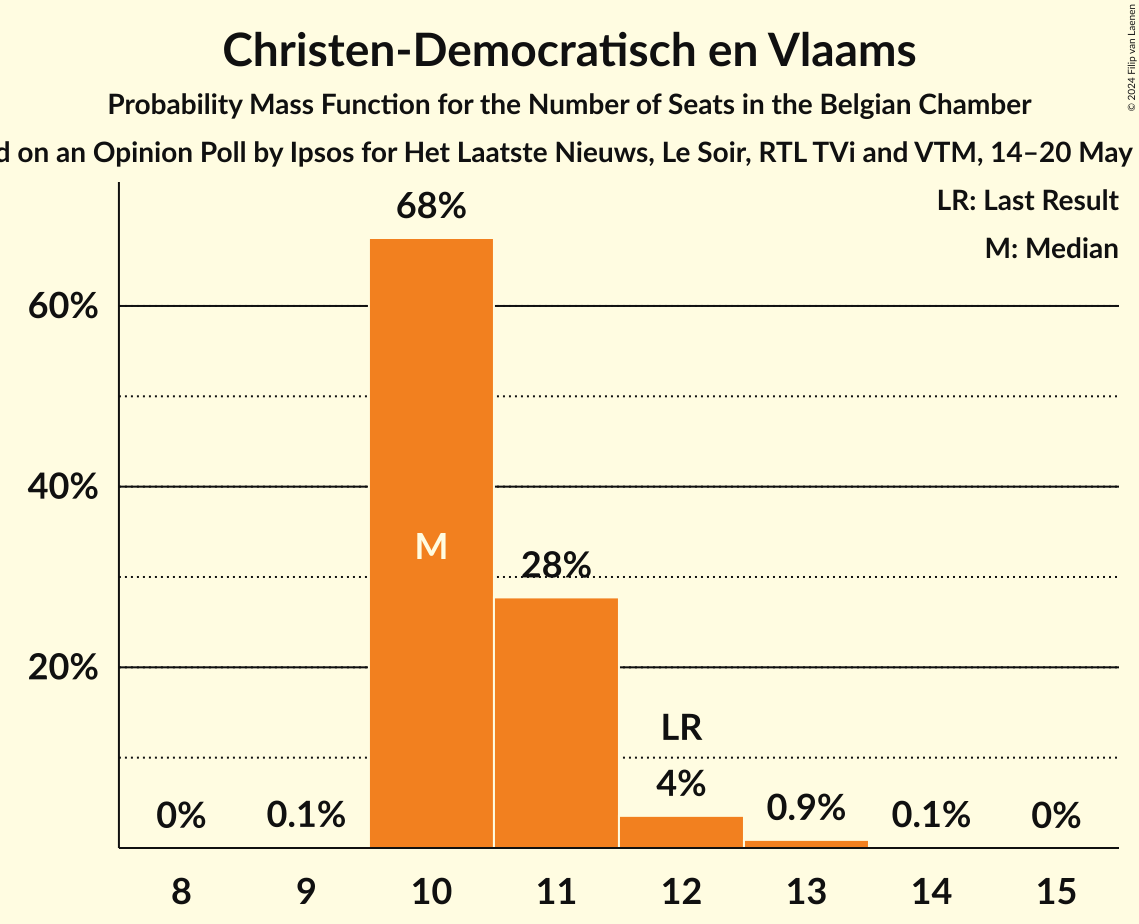 Christen-Democratisch en Vlaams
Probability Mass Function for the Number of Seats in the Belgian Chamber
on an Opinion Poll by Ipsos for Het Laatste Nieuws, Le Soir, RTL TVi and VTM, 14–20 May
LR: Last Result
M: Median
60%
40%
20%
0%
0.1%
68%
M
28%
LR
4%
0.9%
0.1%
0%
8
9
10
11
12
13
14
15
© 2024 Filip van Laenen